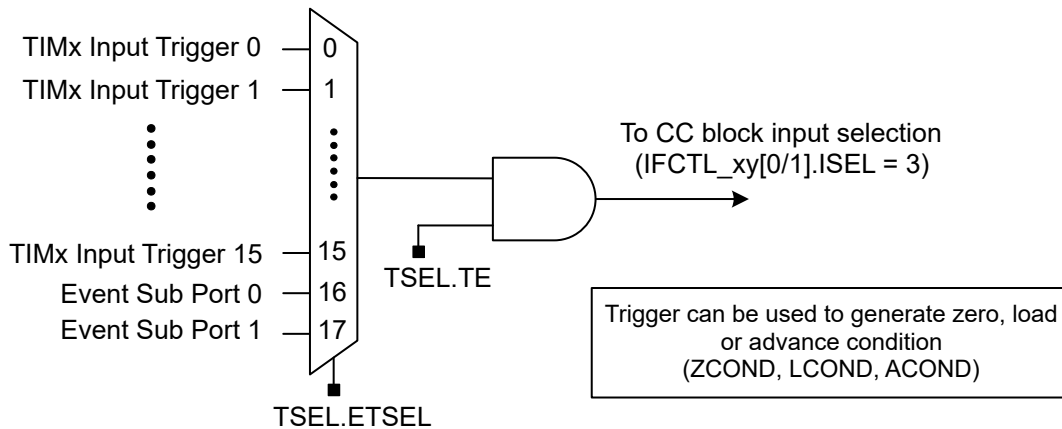 TIMx Input Trigger 0
0
TIMx Input Trigger 1
1
To CC block input selection
(IFCTL_xy[0/1].ISEL = 3)
TIMx Input Trigger 15
15
TSEL.TE
Event Sub Port 0
16
Event Sub Port 1
17
Trigger can be used to generate zero, load
or advance condition
(ZCOND, LCOND, ACOND)
TSEL.ETSEL